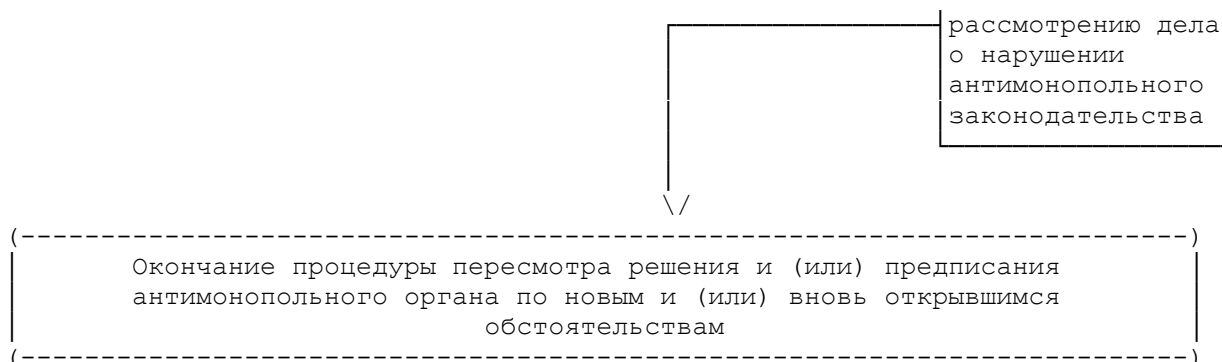 рассмотрению дела
о нарушении
антимонопольного
законодательства
Окончание процедуры пересмотра решения и (или) предписания
антимонопольного органа по новым и (или) вновь открывшимся
обстоятельствам